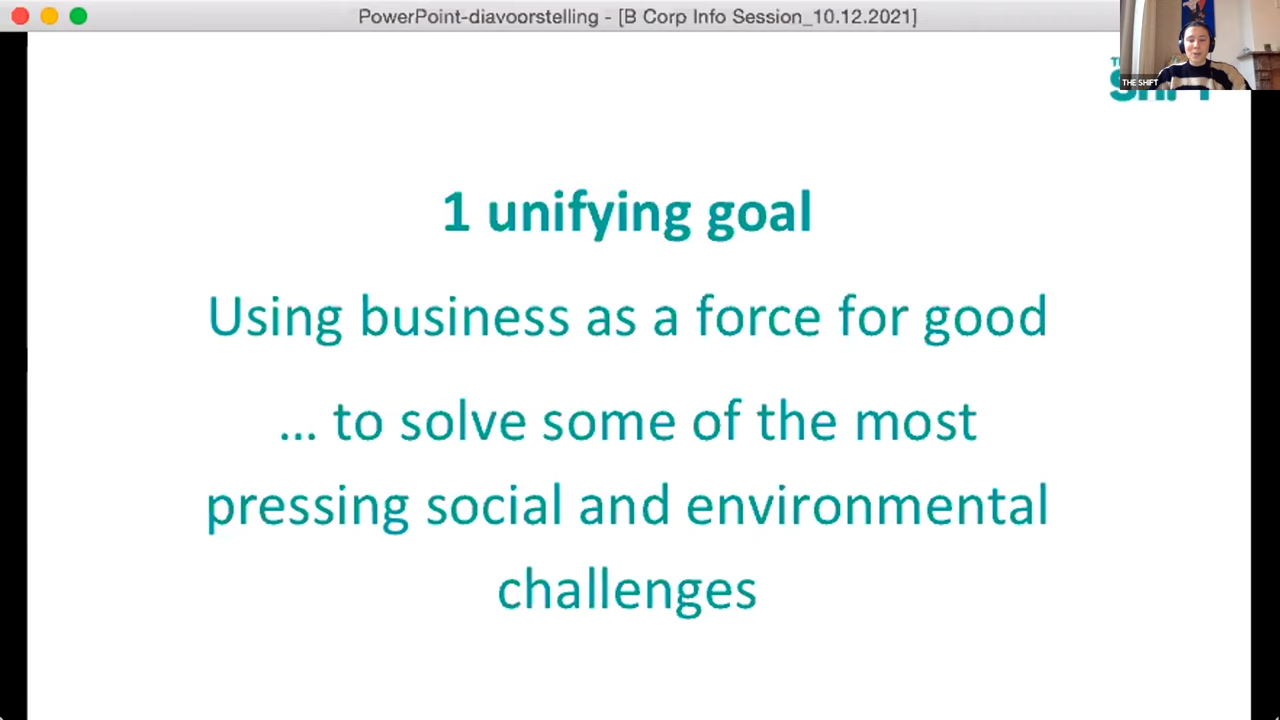 PowerPoint-diavoorstelling - [B Corp Info Session_10.12.2021]
THE SHIFT
1 unifying goal
Using business as a force for good
... to solve some of the most
pressing social and environmental
challenges